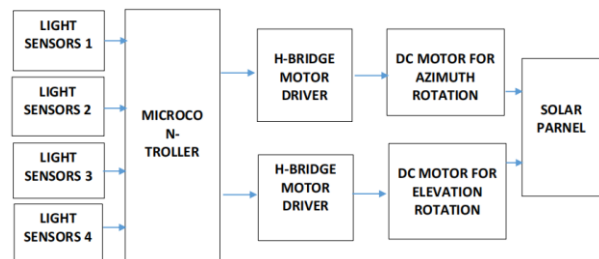 LIGHT
SENSORS 1
LIGHT
SENSORS 2
LIGHT
SENSORS 3
LIGHT
SENSORS 4
MICROCO
N-
TROLLER
H-BRIDGE
MOTOR
DRIVER
DC MOTOR FOR
AZIMUTH
ROTATION
H-BRIDGE
MOTOR
DRIVER
DC MOTOR FOR
ELEVATION
ROTATION
SOLAR
PARNEL